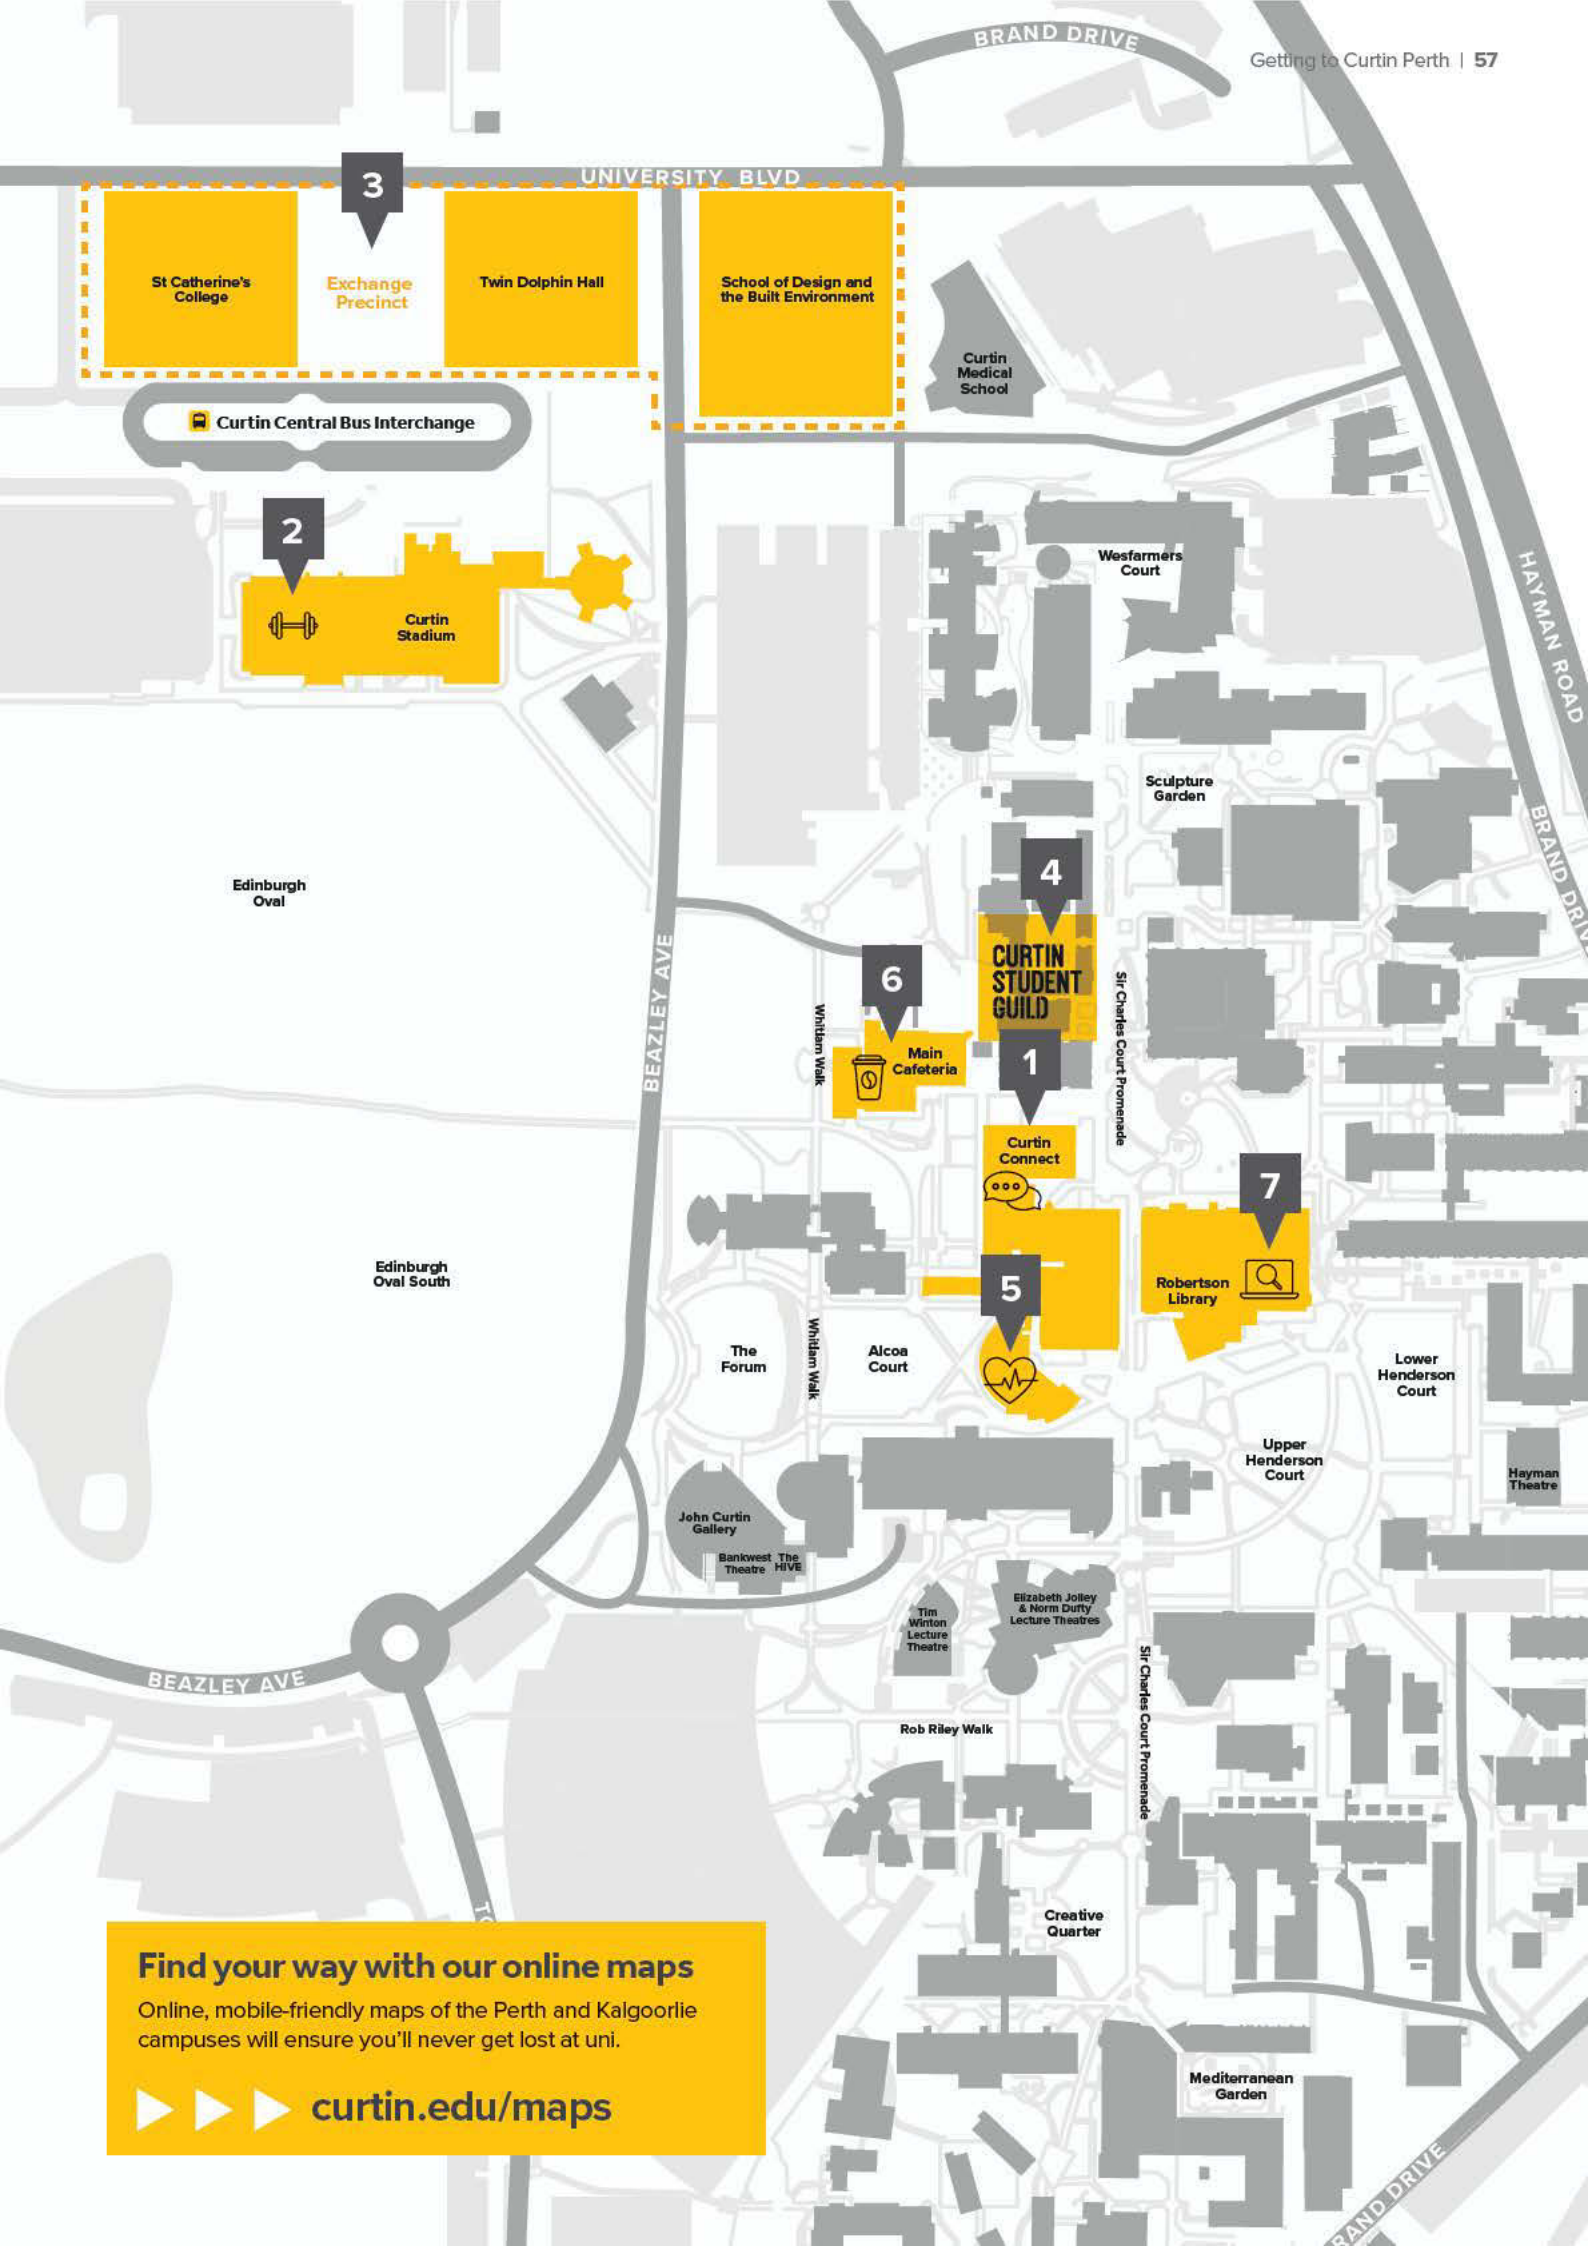 BRAND DRIVE
Getting to Curtin Perth | 57
UNIVERSITY BLVD
3
St Catherine's
College
Exchange
Precinct
Twin Dolphin Hall
School of Design and
the Built Environment
Curtin
Medical
School
Curtin Central Bus Interchange
2
Curtin
Stadium
Wesfarmers
Court
HAYMAN ROAD
Sculpture
Garden
BRAND DRIVE
Edinburgh
Oval
4
CURTIN
STUDENT
GUILD
6
Main
Cafeteria
BEAZLEY AVE
Whitlam Walk
Sir Charles Court Promenade
1
Curtin
Connect
7
Robertson
Library
Edinburgh
Oval South
5
The
Forum
Whitlam Walk
Alcoa
Court
Lower
Henderson
Court
Upper
Henderson
Court
Hayman
Theatre
John Curtin
Gallery
Bankwest
Theatre
The
HIVE
Tim
Winton
Lecture
Theatre
Elizabeth Jolley
& Norm Dufty
Lecture Theatres
BEAZLEY AVE
Sir Charles Court Promenade
Rob Riley Walk
Creative
Quarter
Find your way with our online maps
Online, mobile-friendly maps of the Perth and Kalgoorlie
campuses will ensure you'll never get lost at uni.
curtin.edu/maps
Mediterranean
Garden
RAND DRIVE